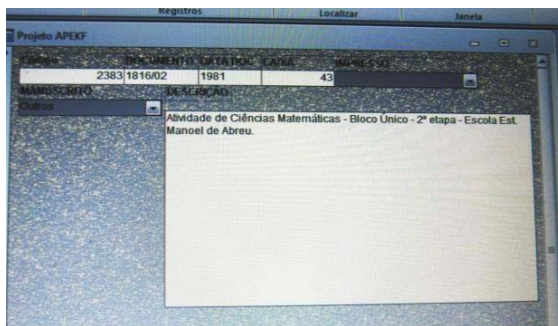 Registros Localizar Janela
Projeto APEKF
Código DOCUMENTO DATA DOC CAIXA IMPRESSO
2383 1816/02 1981 43
MANUSCRITO DESCRIÇÃO
Outros
Atividade de Ciências Matemáticas - Bloco Único - 2ª etapa - Escola Est.
Manoel de Abreu.